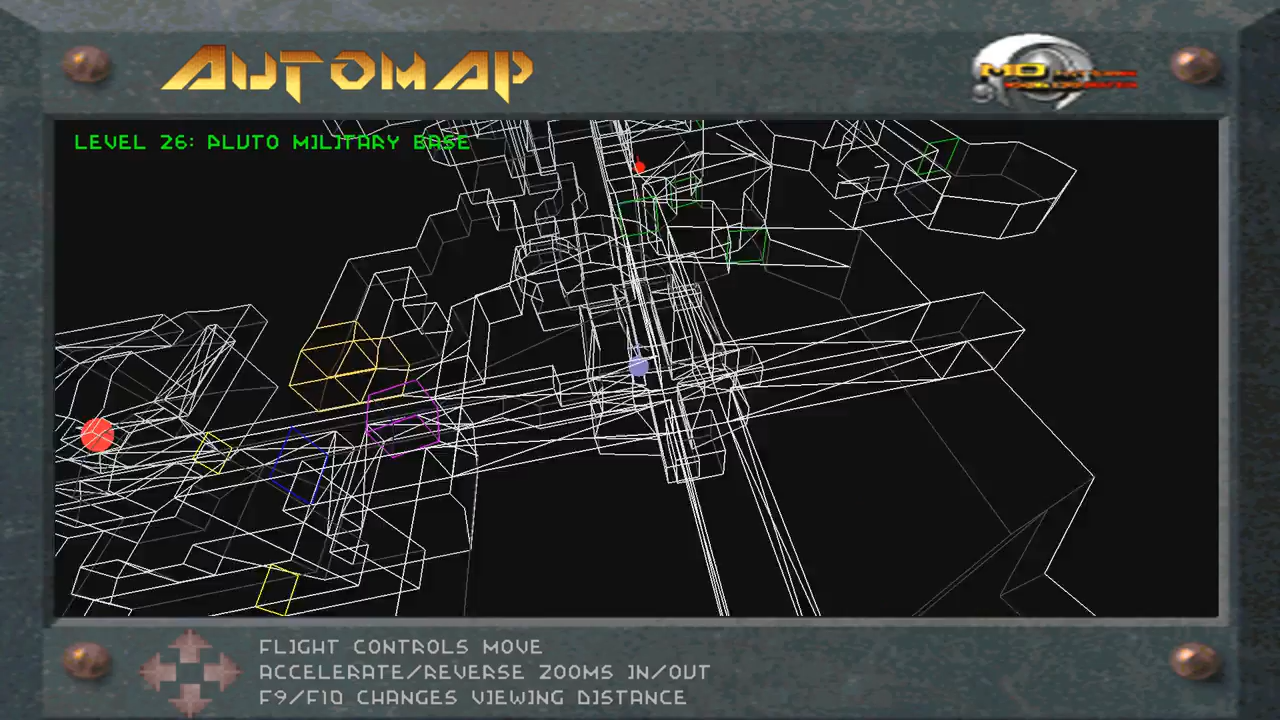 AUTOMAP
MD
LEVEL 26: PLUTO MILITARY BASE
FLIGHT CONTROLS MOVE
ACCELERATE/REVERSE ZOOMS IN/OUT
F9/F10 CHANGES VIEWING DISTANCE